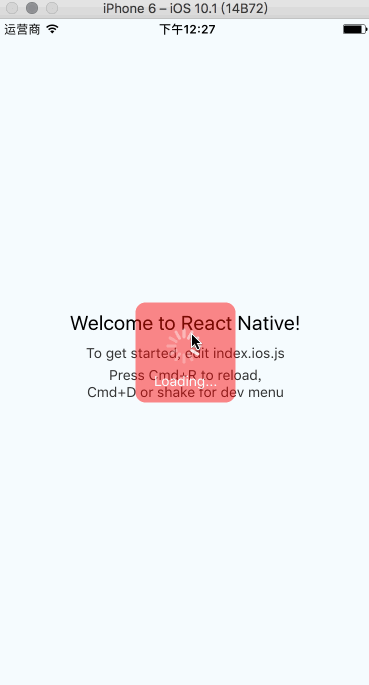 iPhone 6 – iOS 10.1 (14B72)
运营商 下午12:27
Welcome to React Native!
To get started, edit index.ios.js
Press Cmd+R to reload,
Loading...
Cmd+D or shake for dev menu